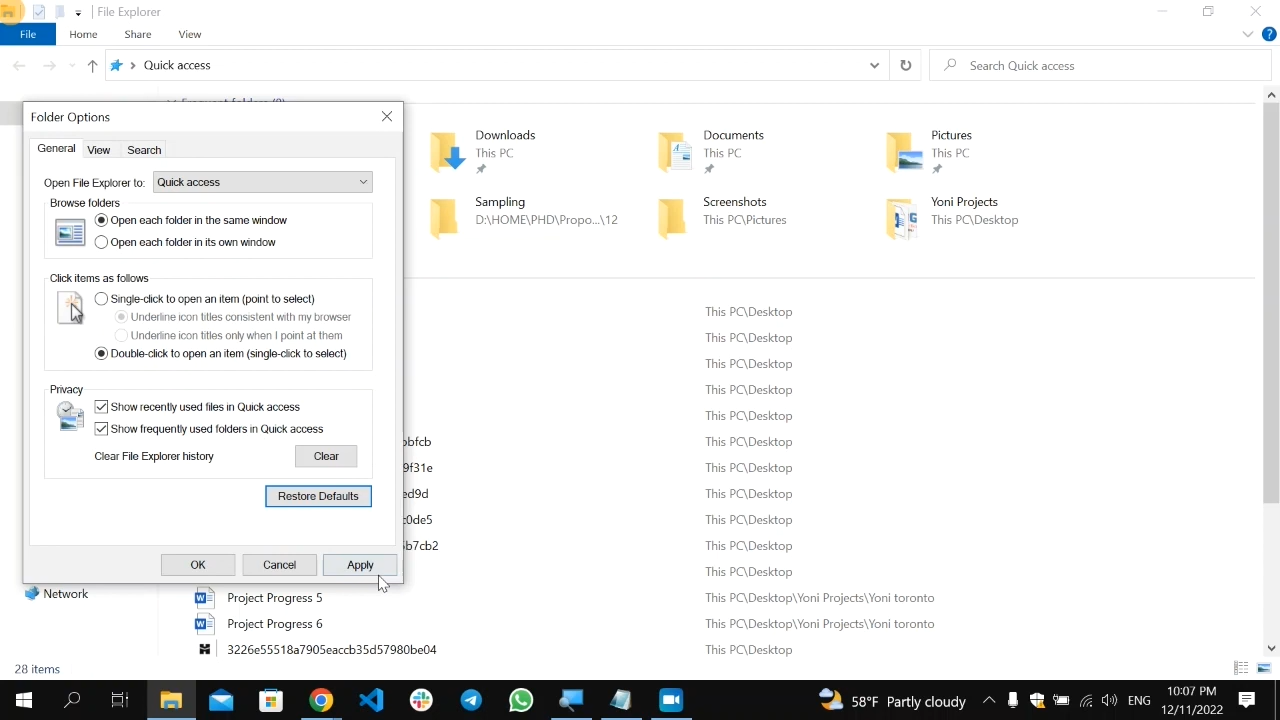 File Explorer
File Home Share View
Quick access
Search Quick access
Folder Options
General View Search
Open File Explorer to: Quick access
Browse folders
Open each folder in the same window
Open each folder in its own window
Click items as follows
Single-click to open an item (point to select)
Underline icon titles consistent with my browser
Underline icon titles only when I point at them
Double-click to open an item (single-click to select)
Privacy
Show recently used files in Quick access
Show frequently used folders in Quick access
Clear File Explorer history Clear
Restore Defaults
OK Cancel Apply
Downloads
This PC
Documents
This PC
Pictures
This PC
Sampling
D:\HOME\PHD\Propo...\12
Screenshots
This PC\Pictures
Yoni Projects
This PC\Desktop
This PC\Desktop
This PC\Desktop
This PC\Desktop
This PC\Desktop
This PC\Desktop
This PC\Desktop
9f31e This PC\Desktop
ed9d This PC\Desktop
This PC\Desktop
This PC\Desktop
This PC\Desktop
Network
Project Progress 5 This PC\Desktop\Yoni Projects\Yoni toronto
Project Progress 6 This PC\Desktop\Yoni Projects\Yoni toronto
3226e55518a7905eaccb35d57980be04 This PC\Desktop
28 items
58°F Partly cloudy
ENG
10:07 PM
12/11/2022